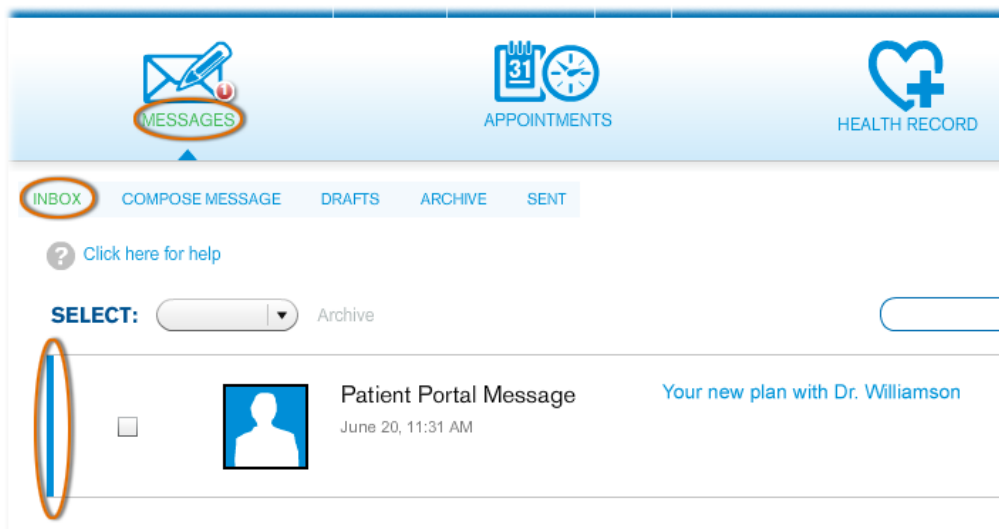 1
31
MESSAGES
APPOINTMENTS
HEALTH RECORD
INBOX COMPOSE MESSAGE DRAFTS ARCHIVE SENT
? Click here for help
SELECT: Archive
Patient Portal Message Your new plan with Dr. Williamson
June 20, 11:31 AM